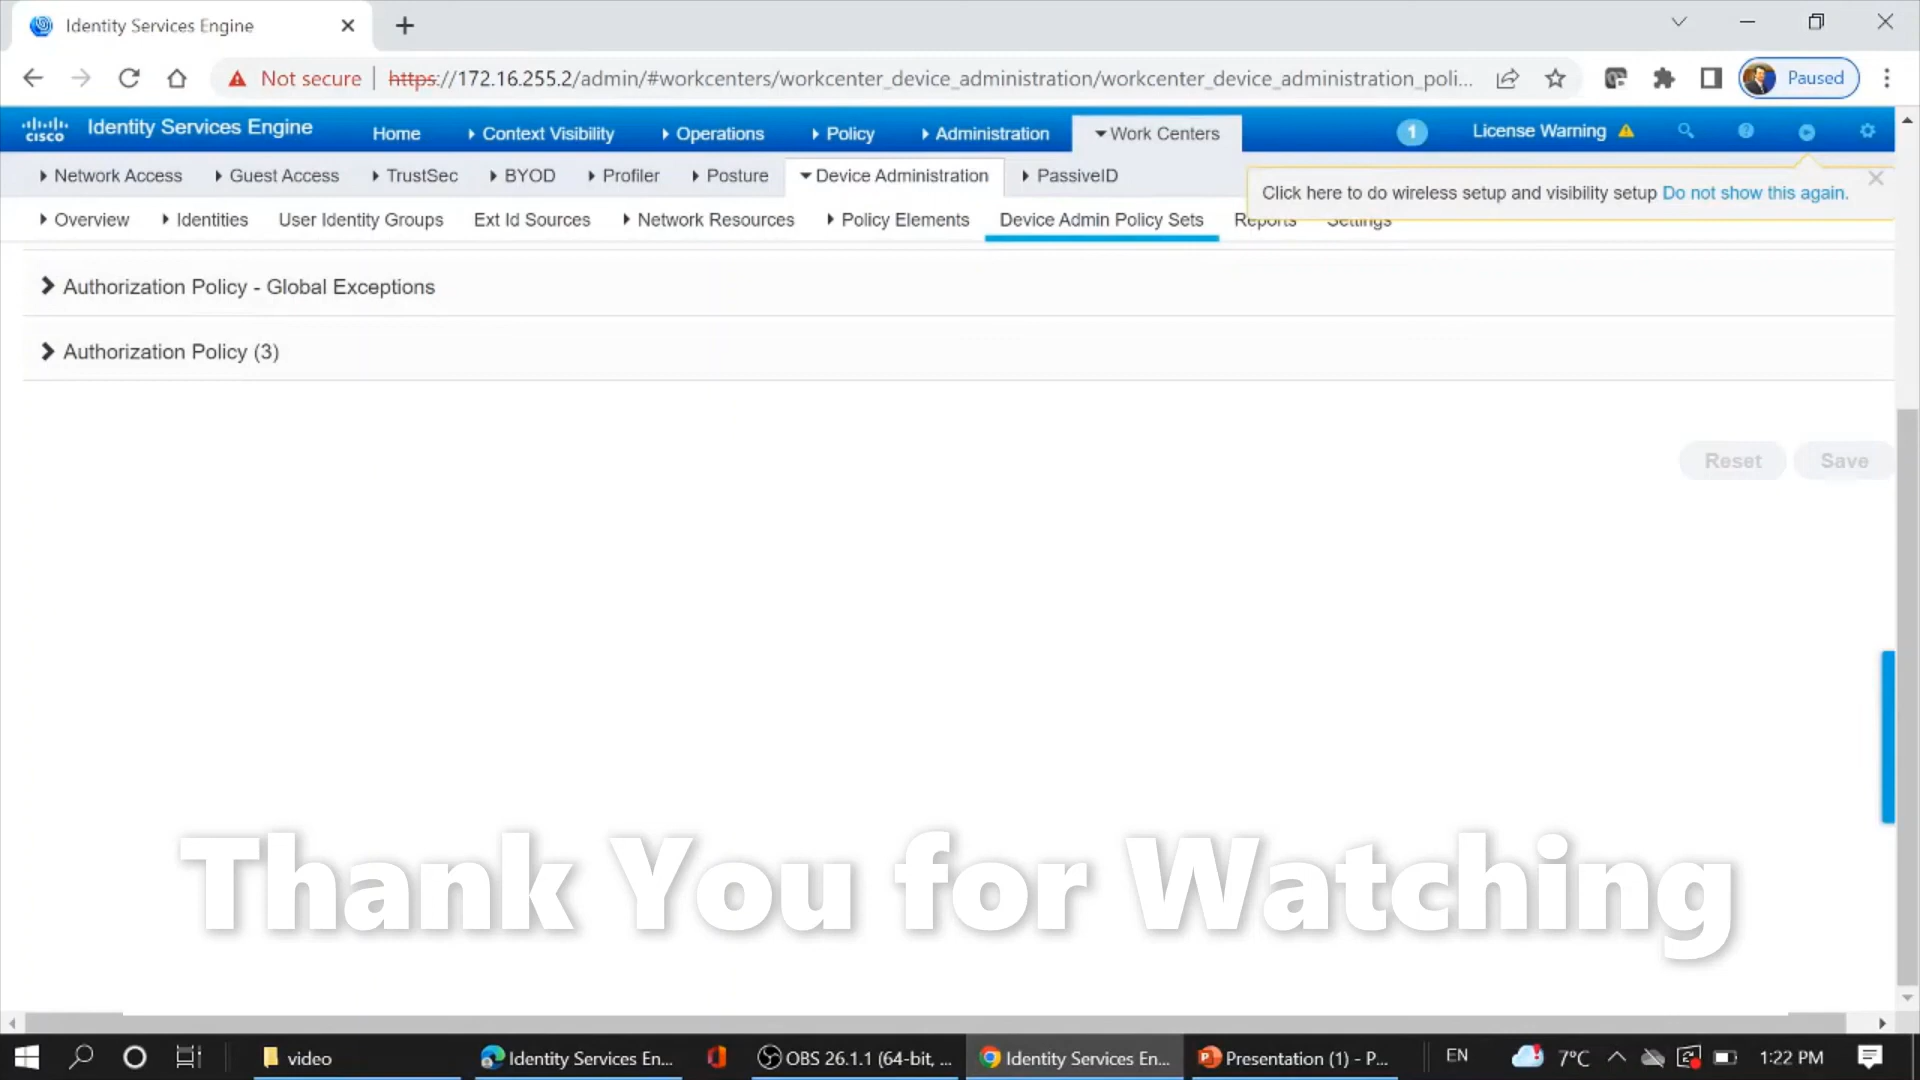 Identity Services Engine
Not secure
https://172.16.255.2/admin/#workcenters/workcenter_device_administration/workcenter_device_administration_poli...
Paused
CISCO
Identity Services Engine
Home
Context Visibility
Operations
Policy
Administration
Work Centers
1
License Warning
Network Access
Guest Access
TrustSec
BYOD
Profiler
Posture
Device Administration
PassiveID
Click here to do wireless setup and visibility setup Do not show this again.
Overview
Identities
User Identity Groups
Ext Id Sources
Network Resources
Policy Elements
Device Admin Policy Sets
Reports
Settings
Authorization Policy - Global Exceptions
Authorization Policy (3)
Reset
Save
Thank You for Watching
video
Identity Services En...
OBS 26.1.1 (64-bit, ...
Identity Services En...
Presentation (1) - P...
EN
7°C
1:22 PM